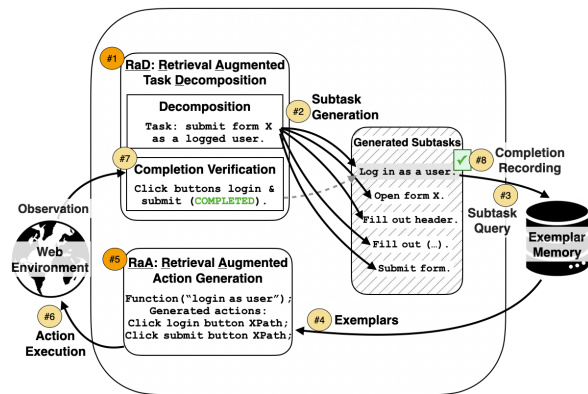 #1
RaD: Retrieval Augmented
Task Decomposition
Decomposition
Task: submit form X
as a logged user.
#2
Subtask
Generation
#7
Completion Verification
Click buttons login &
submit (COMPLETED).
Generated Subtasks
Log in as a user.
Open form X.
Fill out header.
Fill out (…).
Submit form.
#8
Completion
Recording
#3
Subtask
Query
Exemplar
Memory
Observation
Web
Environment
#5
RaA: Retrieval Augmented
Action Generation
Function("login as user");
Generated actions:
Click login button XPath;
Click submit button XPath;
#4
Exemplars
#6
Action
Execution